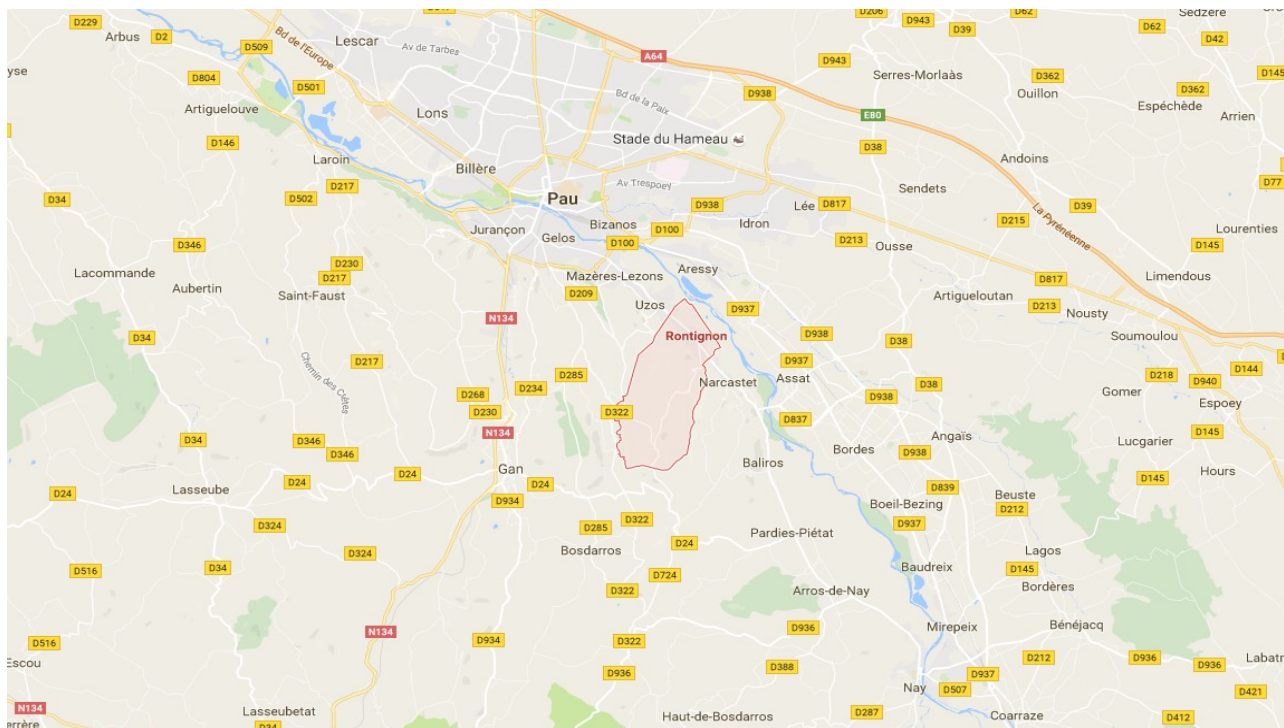 D229
D206
D943
D62
Sedzère
Arbus
D2
D509
Bd de l'Europe
Lescar
Av de Tarbes
A64
D943
D39
D62
D42
yse
D804
D501
Bd de la Paix
D938
Serres-Morlaàs
D362
Ouillon
D362
D145
Artiguelouve
Lons
E80
Espéchède
Arrien
D146
Stade du Hameau
D38
Andoins
Laroin
Billère
Av Trespoey
Sendets
D77
D34
D502
D217
Pau
D938
Lée
D817
D39
La Pyrénéenne
D346
Jurançon
Gelos
Bizanos
D100
D100
Idron
D213
Ousse
D215
D145
Lourenties
Lacommande
Aubertin
D230
D217
Saint-Faust
Mazères-Lezons
Aressy
D817
Limendous
D209
Uzos
D937
Artigueloutan
D213
Nousty
N134
Rontignon
D938
D38
Soumoulou
D34
Chemin des Crêtes
D217
D285
Narcastet
D937
Assat
D218
D144
D268
D234
D38
Gomer
D940
D230
D322
D837
D938
Espoey
D34
D346
D346
N134
Angaïs
D145
Lucgarier
Gan
D24
Baliros
Bordes
D938
D145
Hours
D24
Lasseube
D24
D24
D934
D839
Beuste
D324
D285
D322
Boeil-Bezing
D937
D212
D324
Bosdarros
D24
Pardies-Piétat
Lagos
D516
D34
D724
D322
Baudreix
D145
Bordères
Arros-de-Nay
D516
N134
D934
D322
D936
Mirepeix
Bénéjacq
Escou
D936
D388
D212
D936
D936
Labatm
Nay
D937
D507
D421
N134
Lasseubetat
D34
Haut-de-Bosdarros
D287
Coarraze
D412
errère